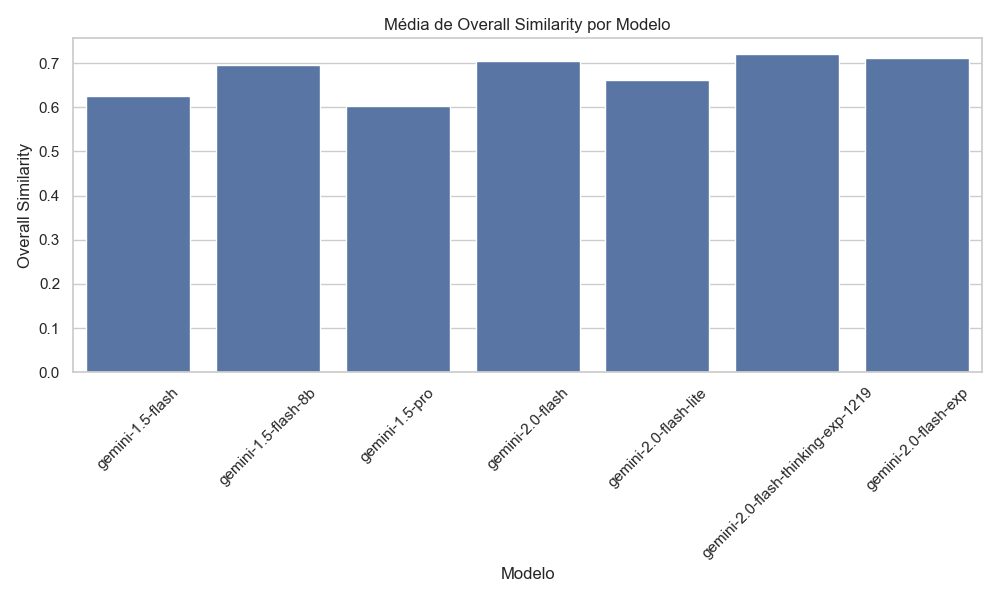 Média de Overall Similarity por Modelo
Overall Similarity
0.7
0.6
0.5
0.4
0.3
0.2
0.1
0.0
gemini-1.5-flash
gemini-1.5-flash-8b
gemini-1.5-pro
gemini-2.0-flash
gemini-2.0-flash-lite
gemini-2.0-flash-thinking-exp-1219
gemini-2.0-flash-exp
Modelo